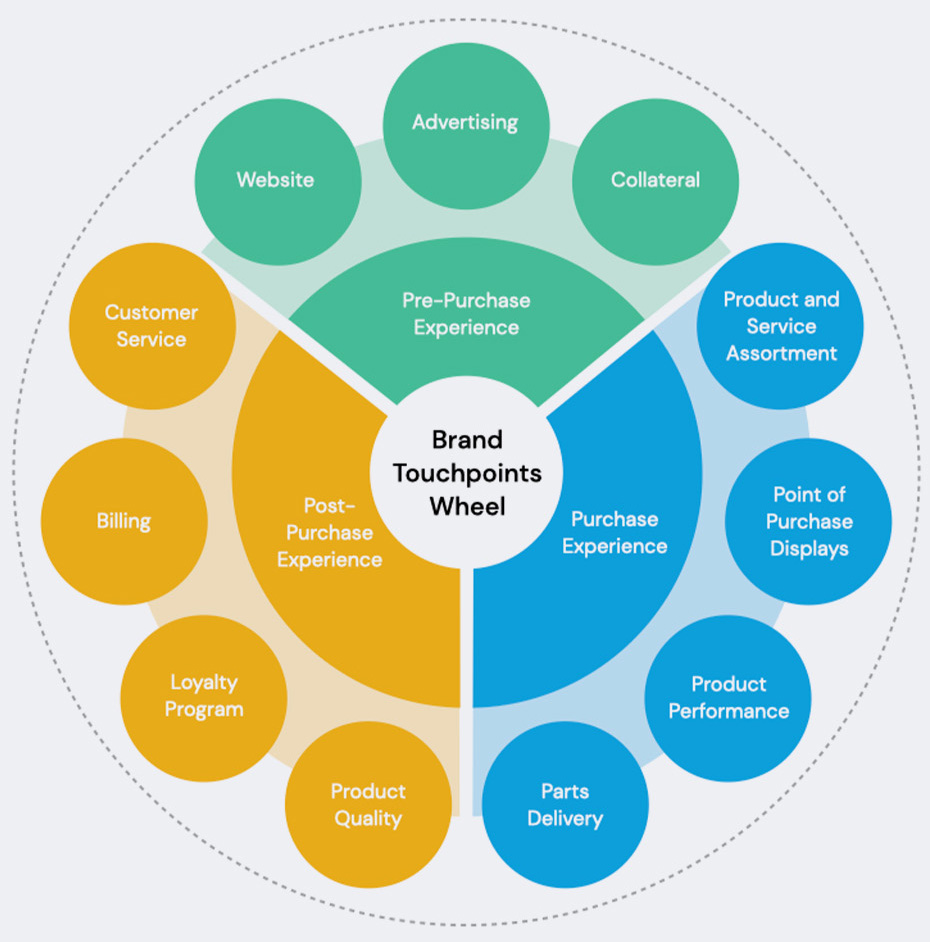 Advertising
Website
Collateral
Pre-Purchase
Experience
Customer
Service
Product and
Service
Assortment
Brand
Touchpoints
Wheel
Billing
Post-
Purchase
Experience
Purchase
Experience
Point of
Purchase
Displays
Loyalty
Program
Product
Performance
Product
Quality
Parts
Delivery